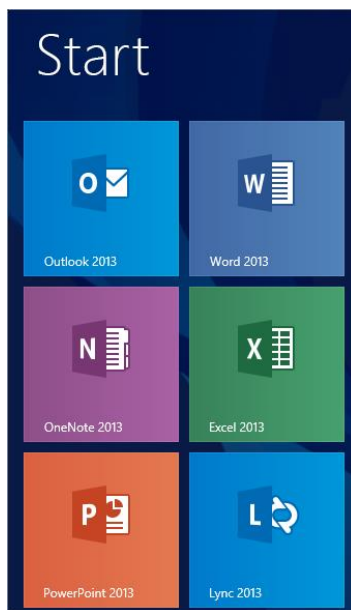 Start
O
Outlook 2013
W
Word 2013
N
OneNote 2013
X
Excel 2013
P
PowerPoint 2013
L
Lync 2013